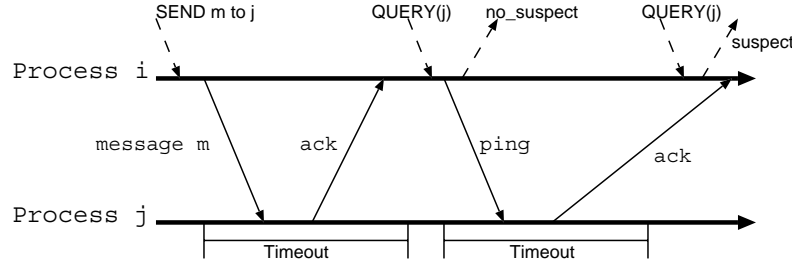 SEND m to j
QUERY(j)
no_suspect
QUERY(j)
suspect
Process i
message m
ack
ping
ack
Process j
Timeout
Timeout